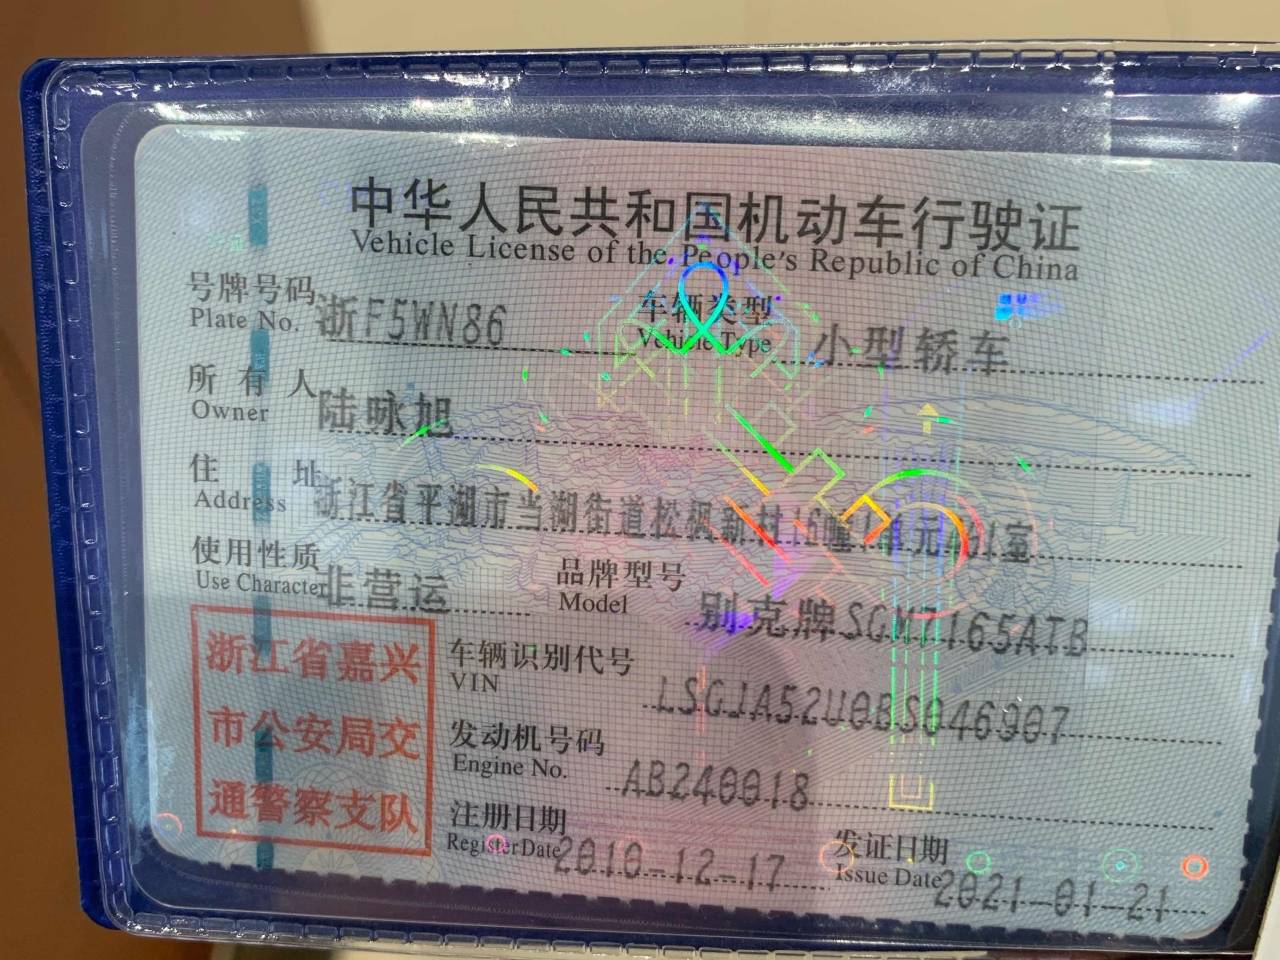 中华人民共和国机动车行驶证
Vehicle License of the People's Republic of China
号牌号码 浙F5WN86 车辆类型 小型轿车
Plate No. Vehicle Type
所有人 陆咏旭
Owner
住址 浙江省平湖市当湖街道松枫新村16幢 单元 室
Address
使用性质 非营运 品牌型号 别克牌SGM7165ATB
Use Character Model
浙江省嘉兴
市公安局交
通警察支队
车辆识别代号 LSGJA52U0BS046907
VIN
发动机号码 AB240018
Engine No.
注册日期 2010-12-17 发证日期 2021-01-21
Register Date Issue Date